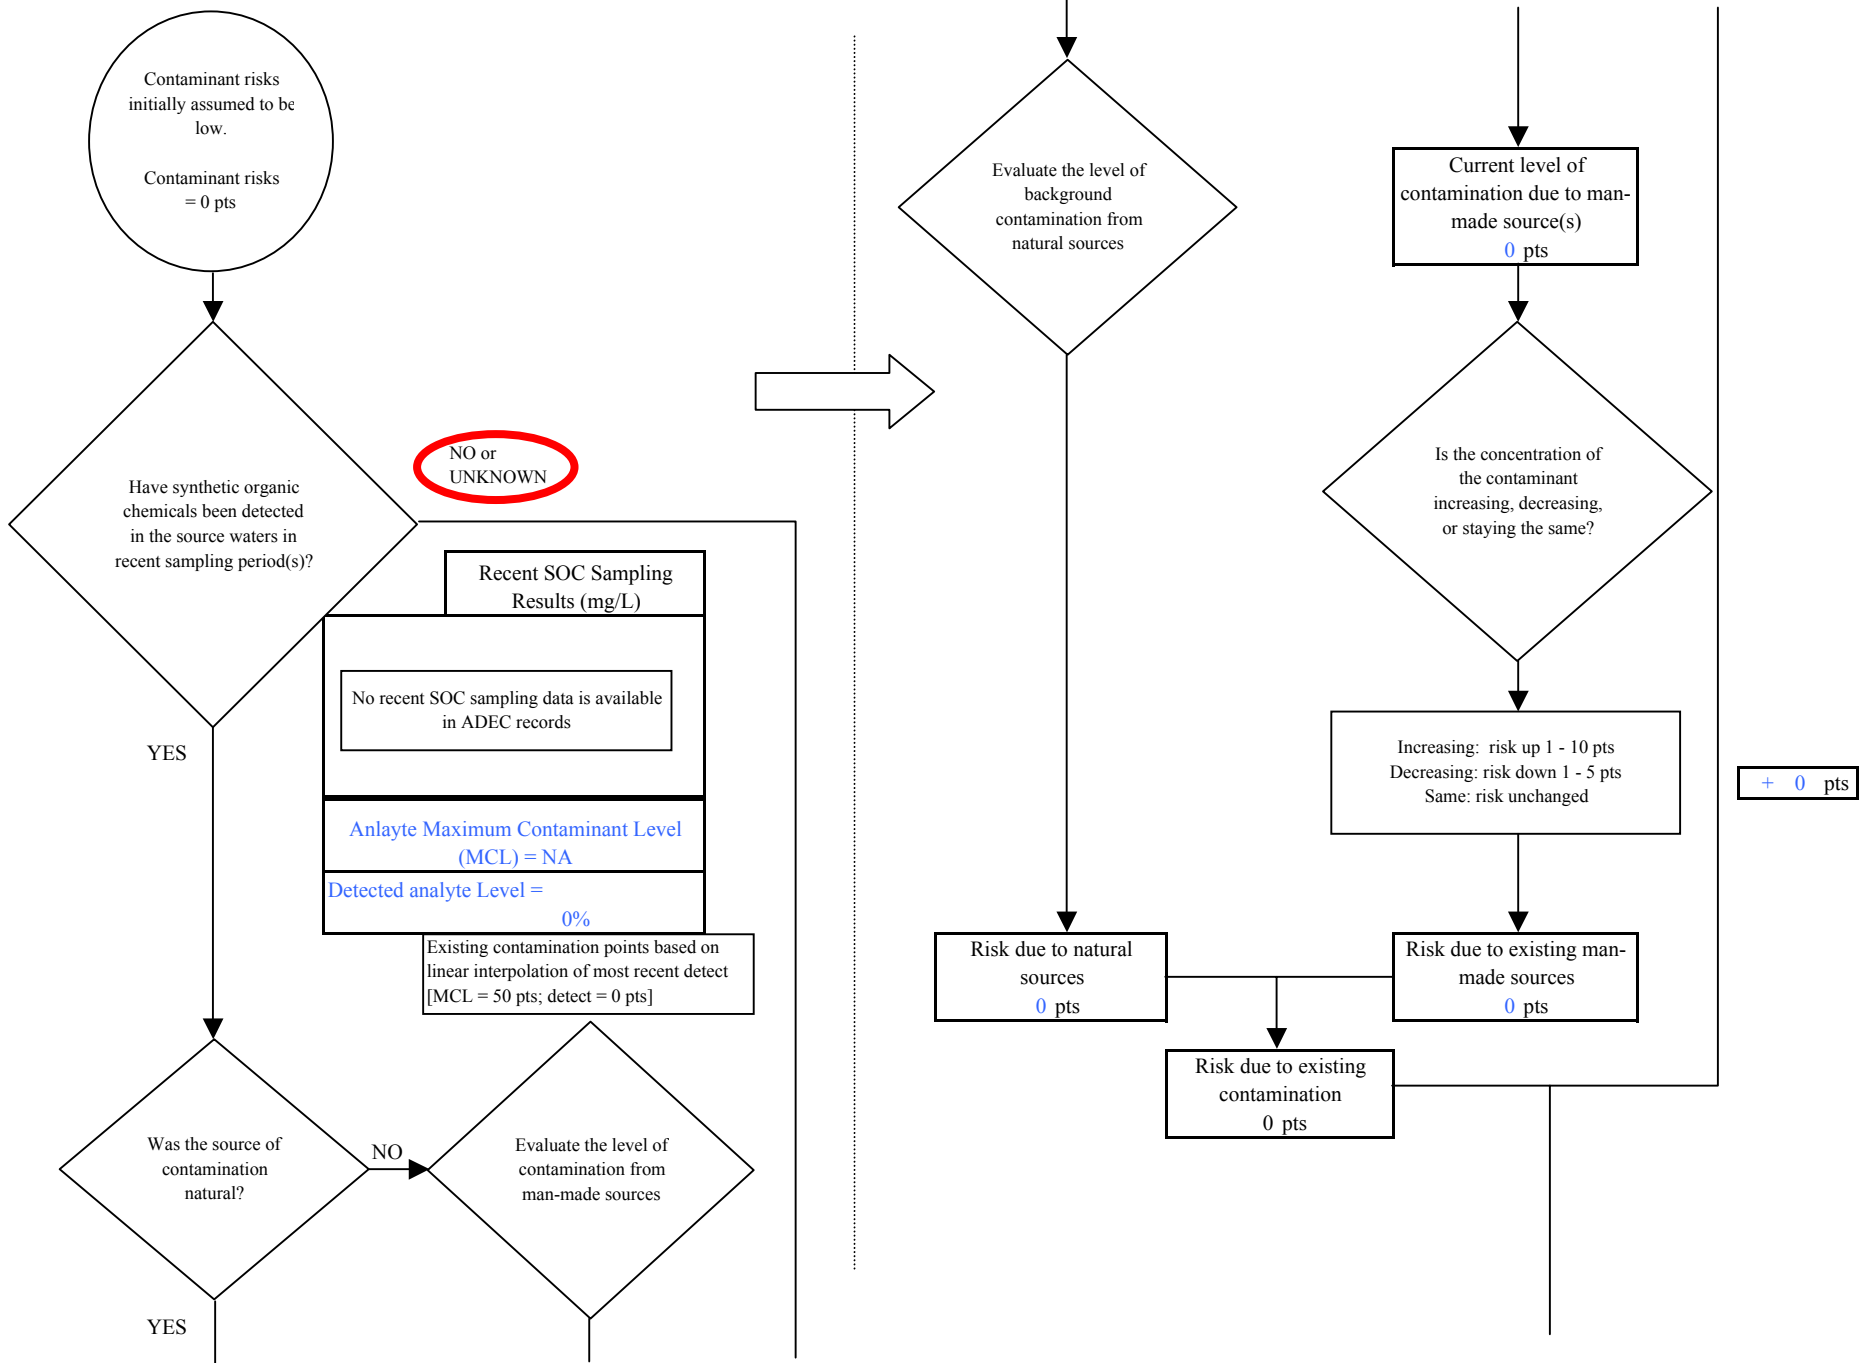 Contaminant risks
initially assumed to be
low.
Contaminant risks
= 0 pts
Have synthetic organic
chemicals been detected
in the source waters in
recent sampling period(s)?
NO or
UNKNOWN
Recent SOC Sampling
Results (mg/L)
No recent SOC sampling data is available
in ADEC records
YES
Anlayte Maximum Contaminant Level
(MCL) = NA
Detected analyte Level =
0%
Existing contamination points based on
linear interpolation of most recent detect
[MCL = 50 pts; detect = 0 pts]
Was the source of
contamination
natural?
NO
Evaluate the level of
contamination from
man-made sources
YES
Evaluate the level of
background
contamination from
natural sources
Current level of
contamination due to man-
made source(s)
0 pts
Is the concentration of
the contaminant
increasing, decreasing,
or staying the same?
Increasing: risk up 1 - 10 pts
Decreasing: risk down 1 - 5 pts
Same: risk unchanged
+ 0 pts
Risk due to natural
sources
0 pts
Risk due to existing man-
made sources
0 pts
Risk due to existing
contamination
0 pts